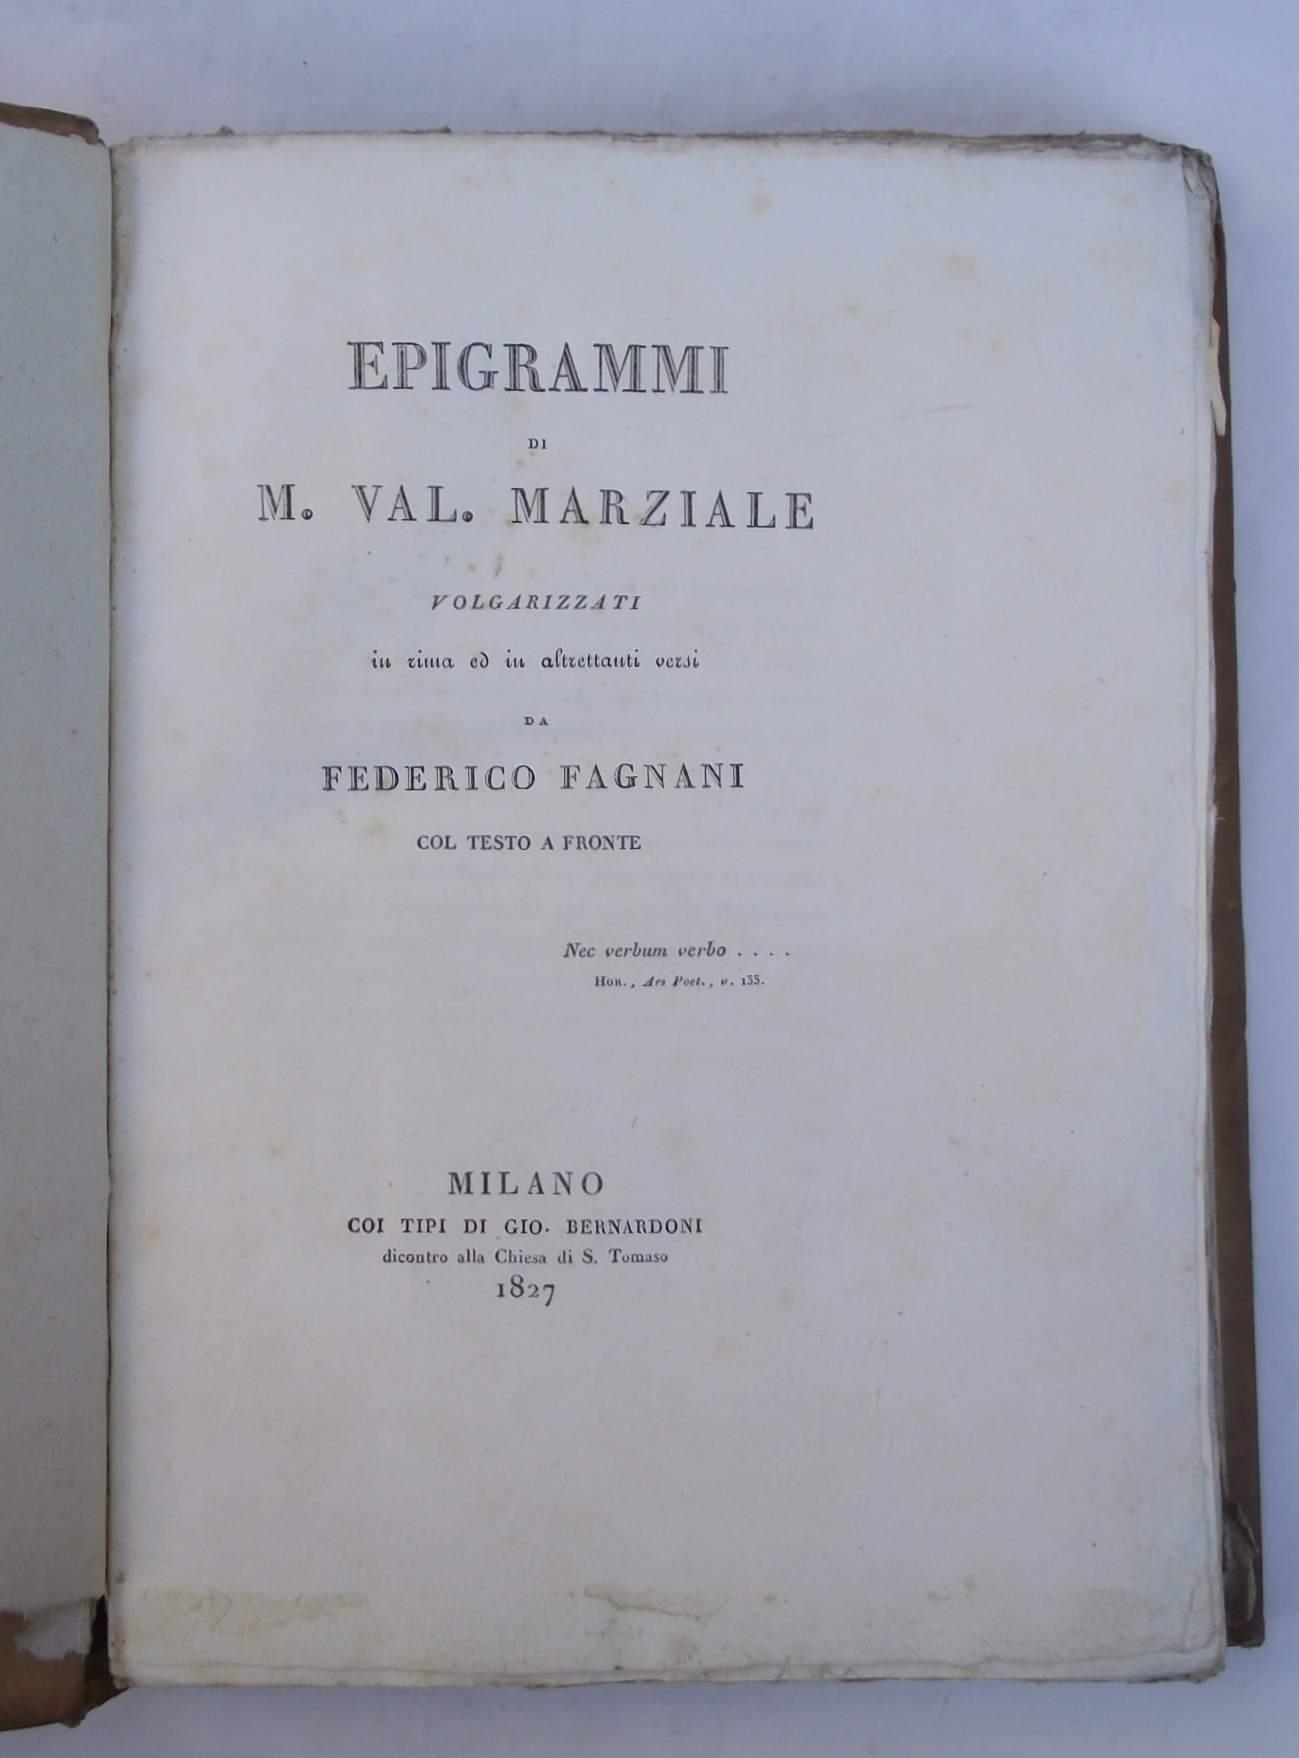 EPIGRAMMI
DI
M. VAL. MARZIALE
VOLGARIZZATI
in rima ed in altrettanti versi
DA
FEDERICO FAGNANI
COL TESTO A FRONTE
Nec verbum verbo . . . .
Hor., Ars Poet., v. 133.
MILANO
COI TIPI DI GIO. BERNARDONI
dicontro alla Chiesa di S. Tomaso
1827